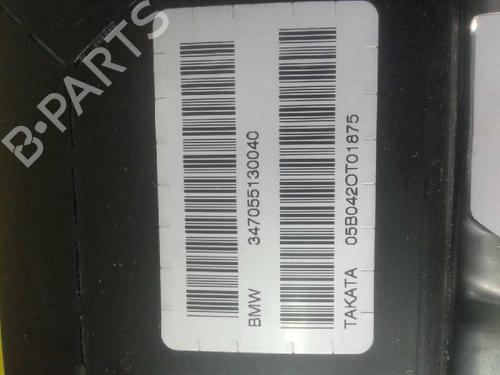 B-PARTS
BMW 347055130040
TAKATA 05B042OT01875